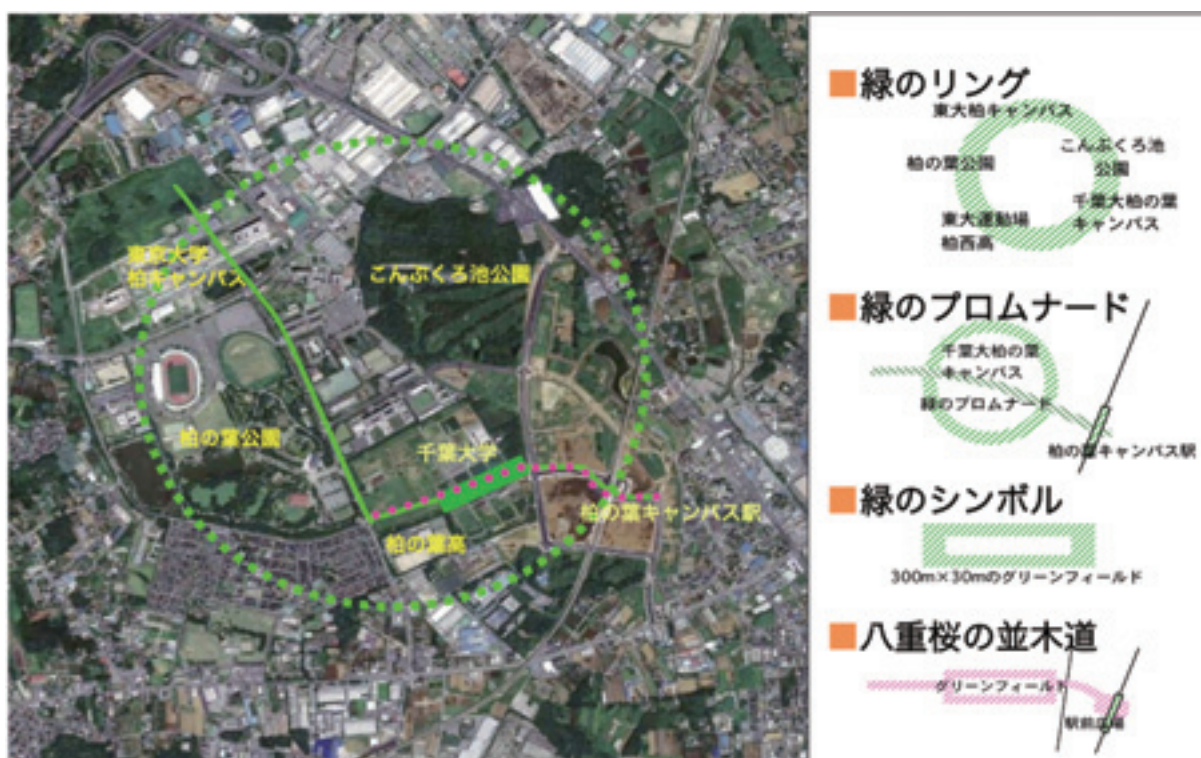 東京大学
柏キャンパス
こんぶくろ池公園
柏の葉公園
千葉大学
柏の葉キャンパス駅
柏の葉高
■緑のリング
東大柏キャンパス
柏の葉公園
こんぶくろ池
公園
千葉大柏の葉
キャンパス
東大運動場
柏西高
■緑のプロムナード
千葉大柏の葉
キャンパス
緑のプロムナード
柏の葉キャンパス駅
■緑のシンボル
300m×30mのグリーンフィールド
■八重桜の並木道
グリーンフィールド
駅前広場